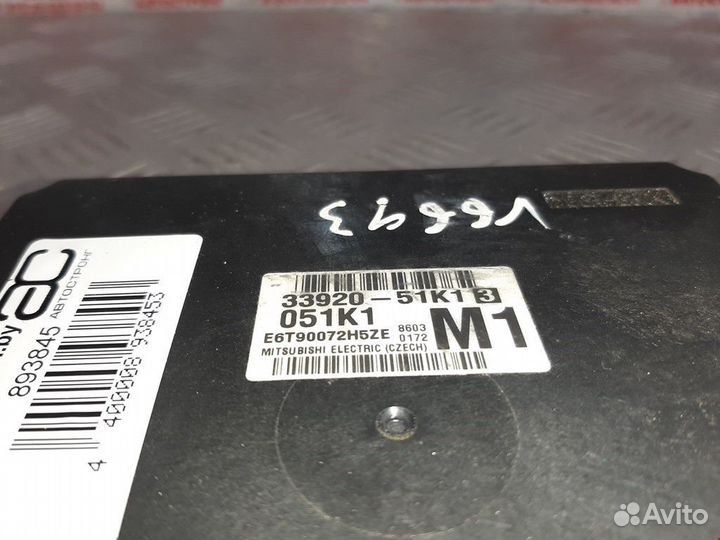 V6693
33920-51K1 3
051K1
E6T90072H5ZE
8603
0172
M1
MITSUBISHI ELECTRIC (CZECH)
.by
ac
АВТОСТРОНГ
893845
4 400008 938453
Avito